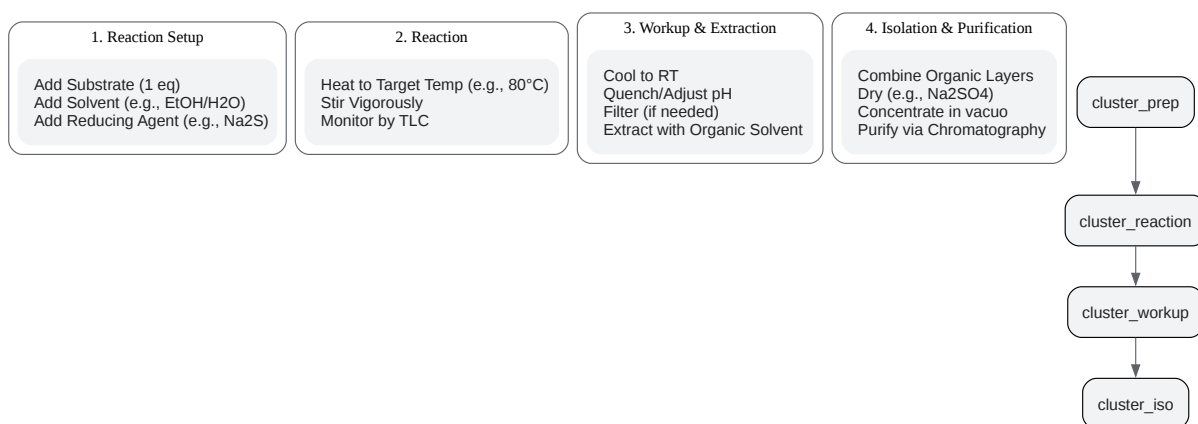 1. Reaction Setup
Add Substrate (1 eq)
Add Solvent (e.g., EtOH/H2O)
Add Reducing Agent (e.g., Na2S)
2. Reaction
Heat to Target Temp (e.g., 80°C)
Stir Vigorously
Monitor by TLC
3. Workup & Extraction
Cool to RT
Quench/Adjust pH
Filter (if needed)
Extract with Organic Solvent
4. Isolation & Purification
Combine Organic Layers
Dry (e.g., Na2SO4)
Concentrate in vacuo
Purify via Chromatography
cluster_prep
cluster_reaction
cluster_workup
cluster_iso